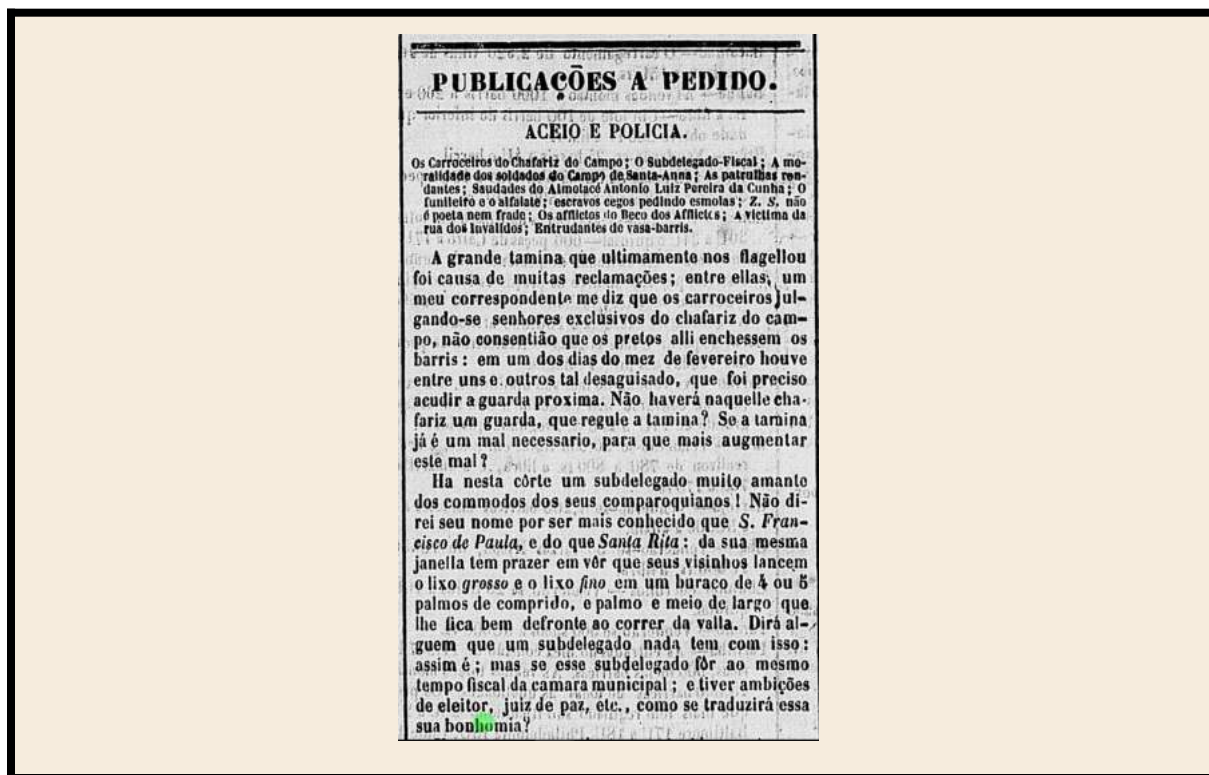 PUBLICAÇÕES A PEDIDO.
ACEIO E POLICIA.
Os Carroceiros do Chafariz do Campo; O Subdelegado-Fiscal; A mo-
ralidade dos soldados do Campo de Santa-Anna; As patrulhas ron-
dantes; Saudades do Almotacé Antonio Luiz Pereira da Cunha; O
funileiro e o alfaiate; escravos cegos pedindo esmolas; Z. S. não
é poeta nem frade; Os afflictos do Beco dos Afflictos; A victima da
rua dos Invalidos; Entrudantes de vasa-barris.
A grande tamina que ultimamente nos flagellou
foi causa de muitas reclamações; entre ellas, um
meu correspondente me diz que os carroceiros jul-
gando-se senhores exclusivos do chafariz do cam-
po, não consentião que os pretos alli enchessem os
barris: em um dos dias do mez de fevereiro houve
entre uns e outros tal desaguisado, que foi preciso
acudir a guarda proxima. Não haverá naquelle cha-
fariz um guarda, que regule a tamina? Se a tamina
já é um mal necessario, para que mais augmentar
este mal?
Ha nesta côrte um subdelegado muito amante
dos commodos dos seus comparoquianos! Não di-
rei seu nome por ser mais conhecido que S. Fran-
cisco de Paula, e do que Santa Rita: da sua mesma
janella tem prazer em vêr que seus visinhos lancem
o lixo grosso e o lixo fino em um buraco de 4 ou 5
palmos de comprido, e palmo e meio de largo que
lhe fica bem defronte ao correr da valla. Dirá al-
guem que um subdelegado nada tem com isso:
assim é; mas se esse subdelegado fôr ao mesmo
tempo fiscal da camara municipal; e tiver ambições
de eleitor, juiz de paz, etc., como se traduzirá essa
sua bonhomia?